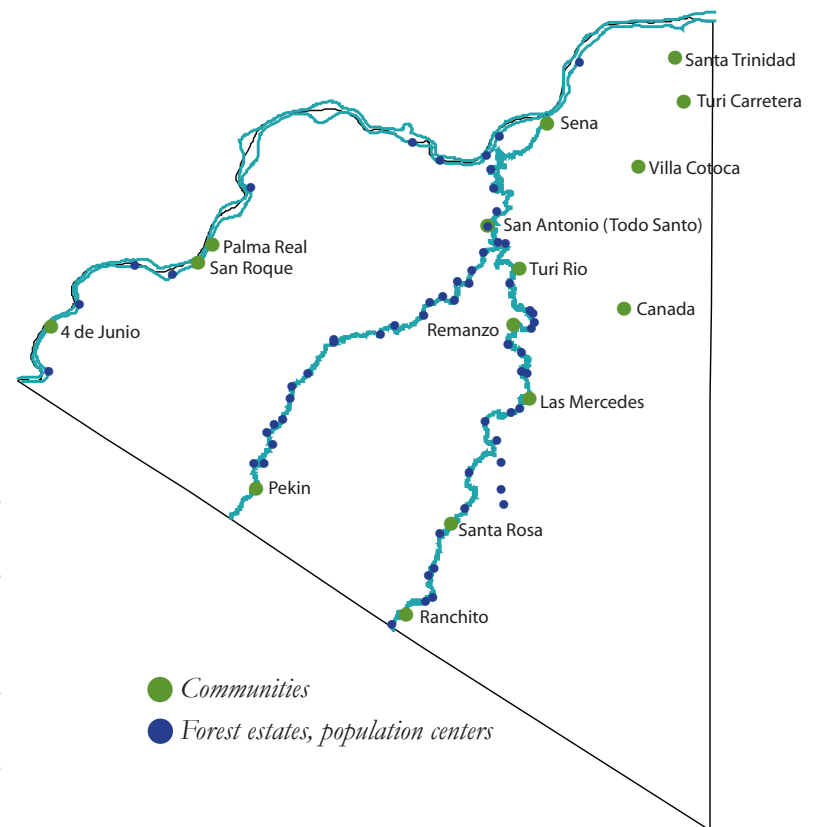 Santa Trinidad
Turi Carretera
Sena
Villa Cotoca
San Antonio (Todo Santo)
Palma Real
San Roque
Turi Rio
Canada
4 de Junio
Remanzo
Las Mercedes
Pekin
Santa Rosa
Ranchito
Communities
Forest estates, population centers